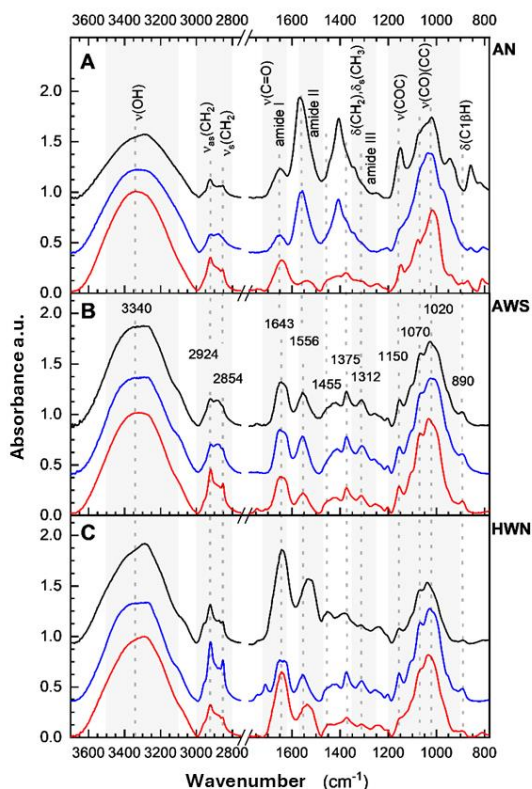 3600 3400 3200 3000 2800 1600 1400 1200 1000 800
AN
A
2.0
1.5
1.0
0.5
0.0
ν(OH)
νas(CH2)
νs(CH2)
ν(C=O)
amide I
amide II
δ(CH2),δs(CH3)
amide III
ν(COC)
ν(CO)(CC)
δ(C1βH)
AWS
B
2.0
1.5
1.0
0.5
0.0
3340
2924
2854
1643
1556
1455
1375
1312
1150
1070
1020
890
HWN
C
2.0
1.5
1.0
0.5
0.0
Absorbance a.u.
3600 3400 3200 3000 2800 1600 1400 1200 1000 800
Wavenumber (cm-1)